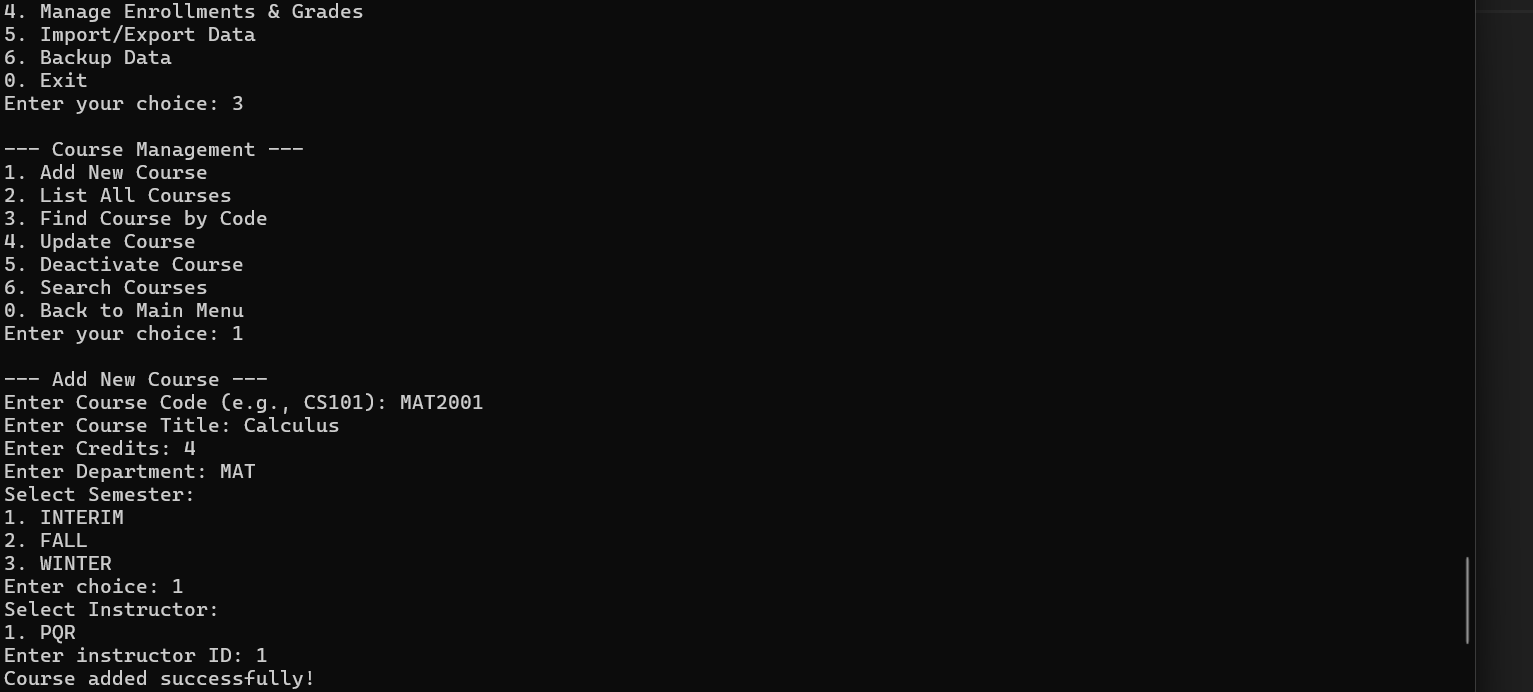 4. Manage Enrollments & Grades
5. Import/Export Data
6. Backup Data
0. Exit
Enter your choice: 3
--- Course Management ---
1. Add New Course
2. List All Courses
3. Find Course by Code
4. Update Course
5. Deactivate Course
6. Search Courses
0. Back to Main Menu
Enter your choice: 1
--- Add New Course ---
Enter Course Code (e.g., CS101): MAT2001
Enter Course Title: Calculus
Enter Credits: 4
Enter Department: MAT
Select Semester:
1. INTERIM
2. FALL
3. WINTER
Enter choice: 1
Select Instructor:
1. PQR
Enter instructor ID: 1
Course added successfully!